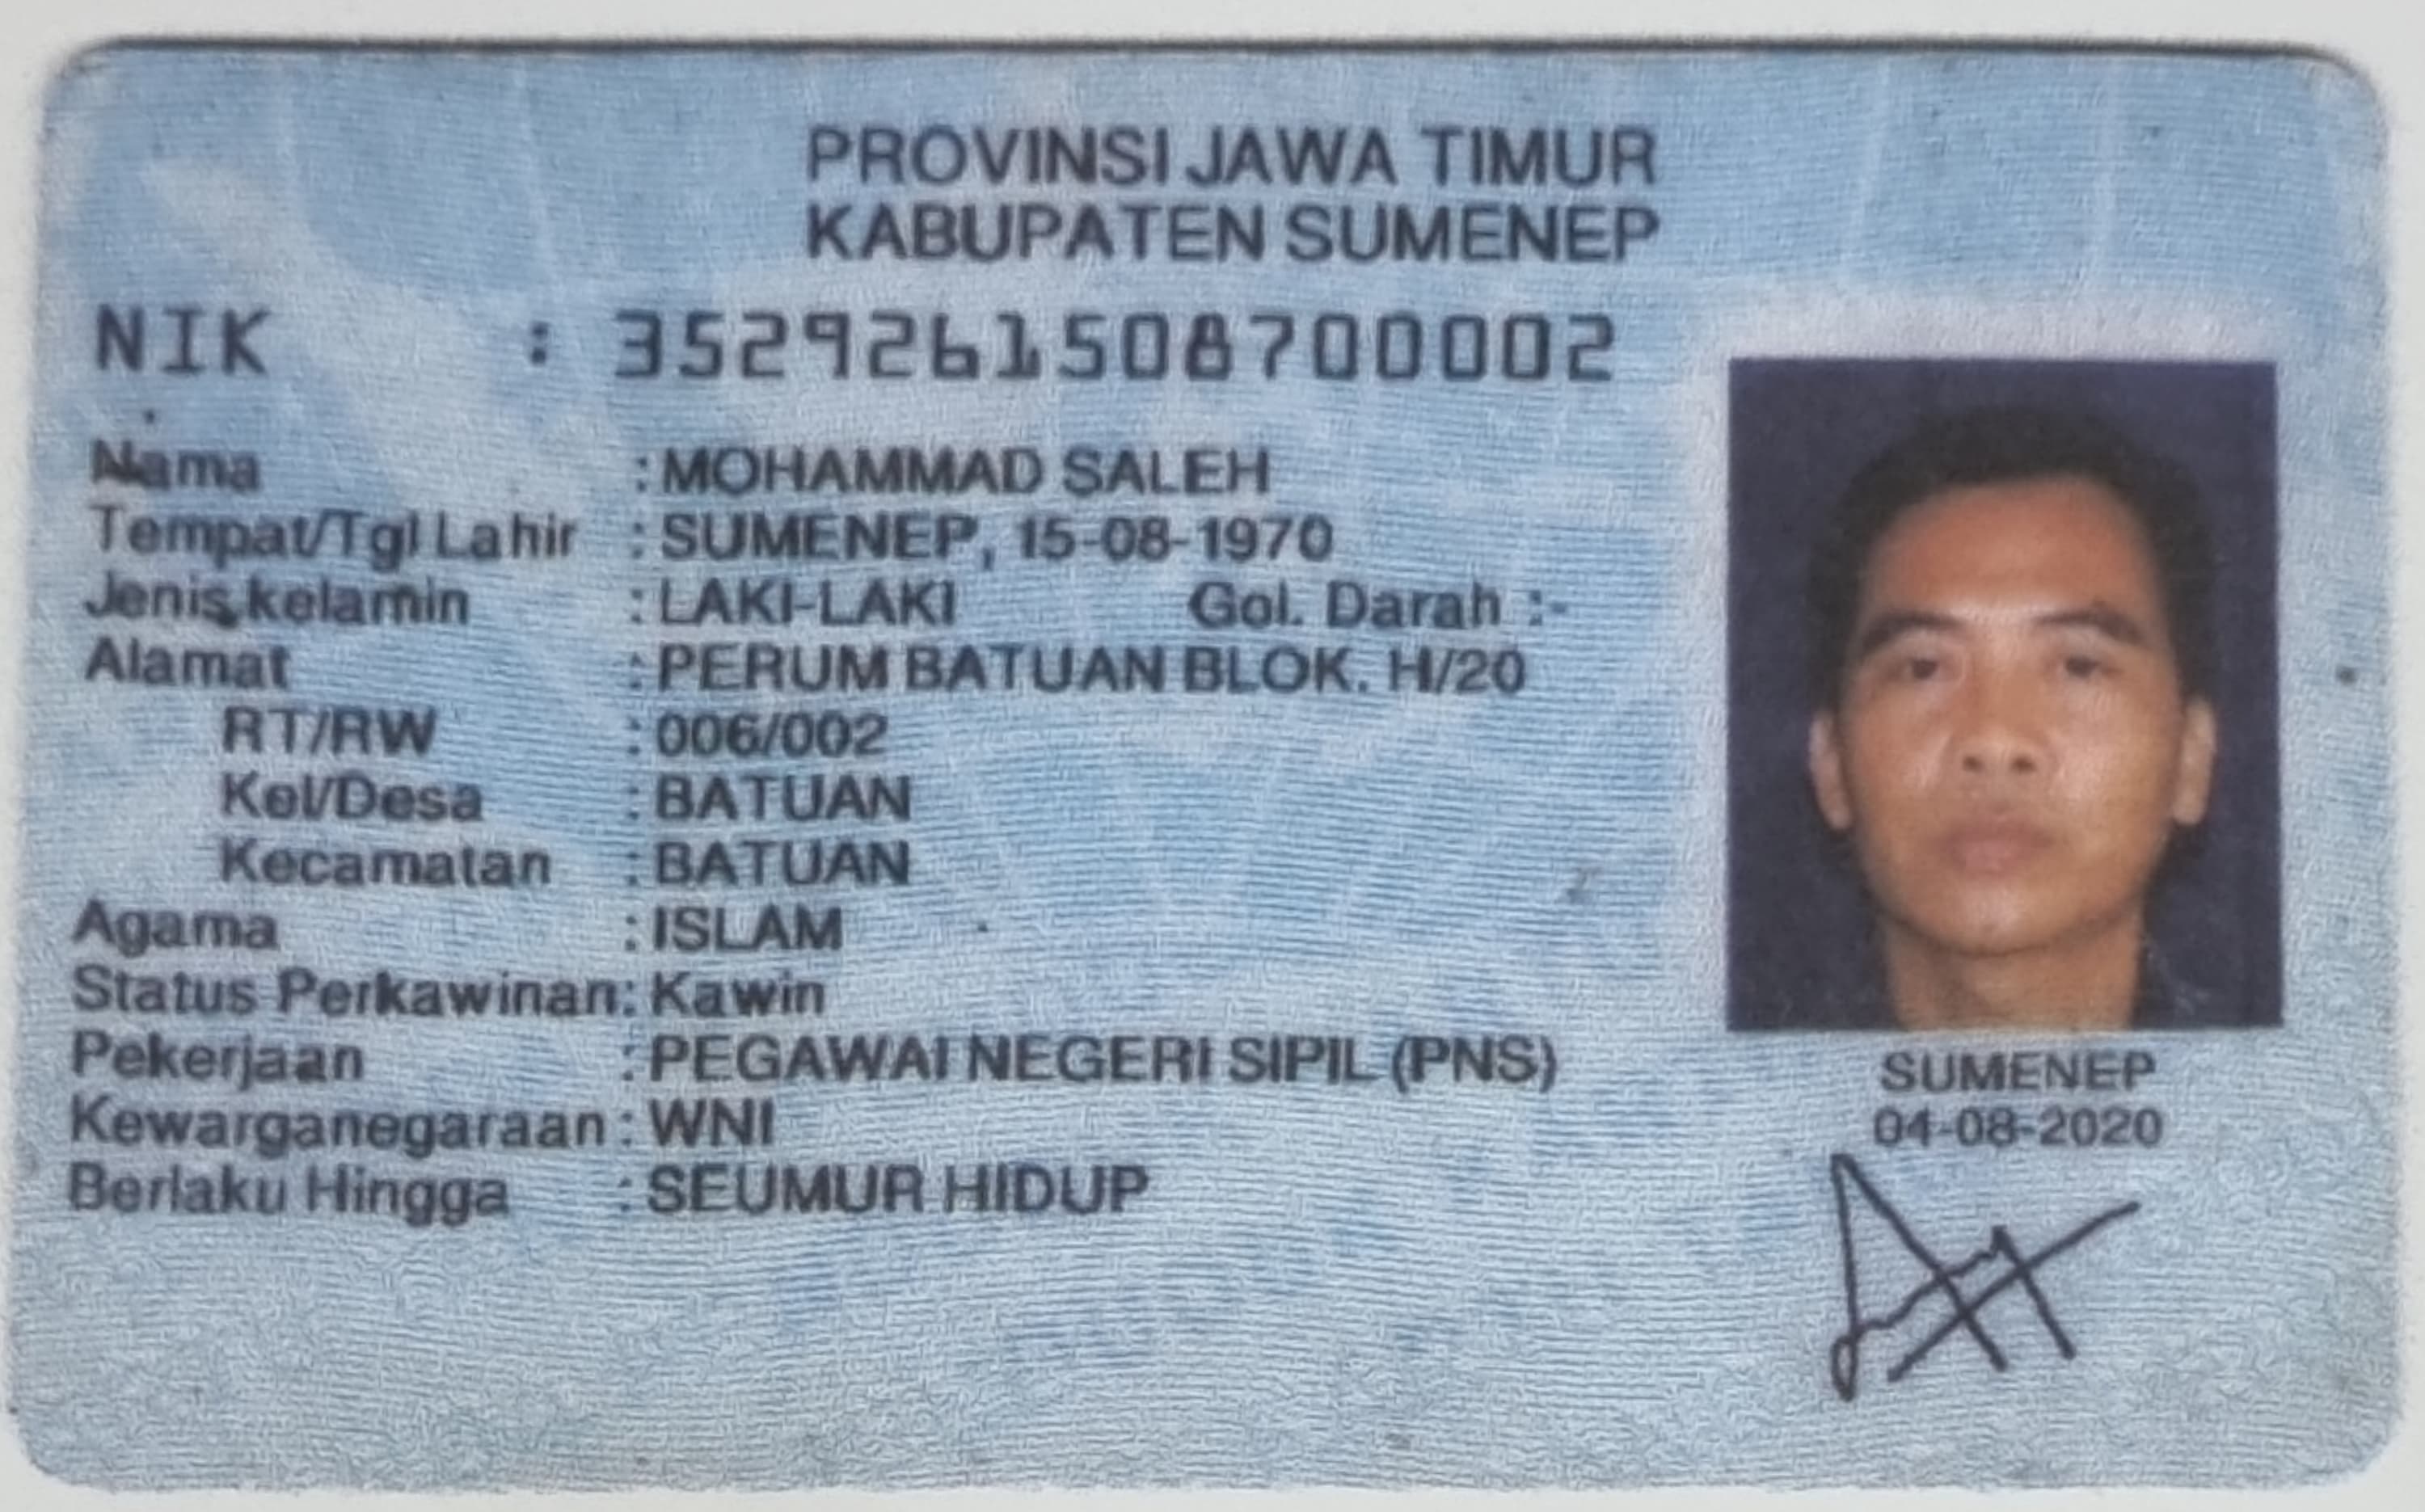 PROVINSI JAWA TIMUR
KABUPATEN SUMENEP
NIK : 3529261508700002
Nama : MOHAMMAD SALEH
Tempat/Tgl Lahir : SUMENEP, 15-08-1970
Jenis kelamin : LAKI-LAKI Gol. Darah :-
Alamat : PERUM BATUAN BLOK. H/20
RT/RW : 006/002
Kel/Desa : BATUAN
Kecamatan : BATUAN
Agama : ISLAM
Status Perkawinan: Kawin
Pekerjaan : PEGAWAI NEGERI SIPIL (PNS)
Kewarganegaraan : WNI
Berlaku Hingga : SEUMUR HIDUP
SUMENEP
04-08-2020